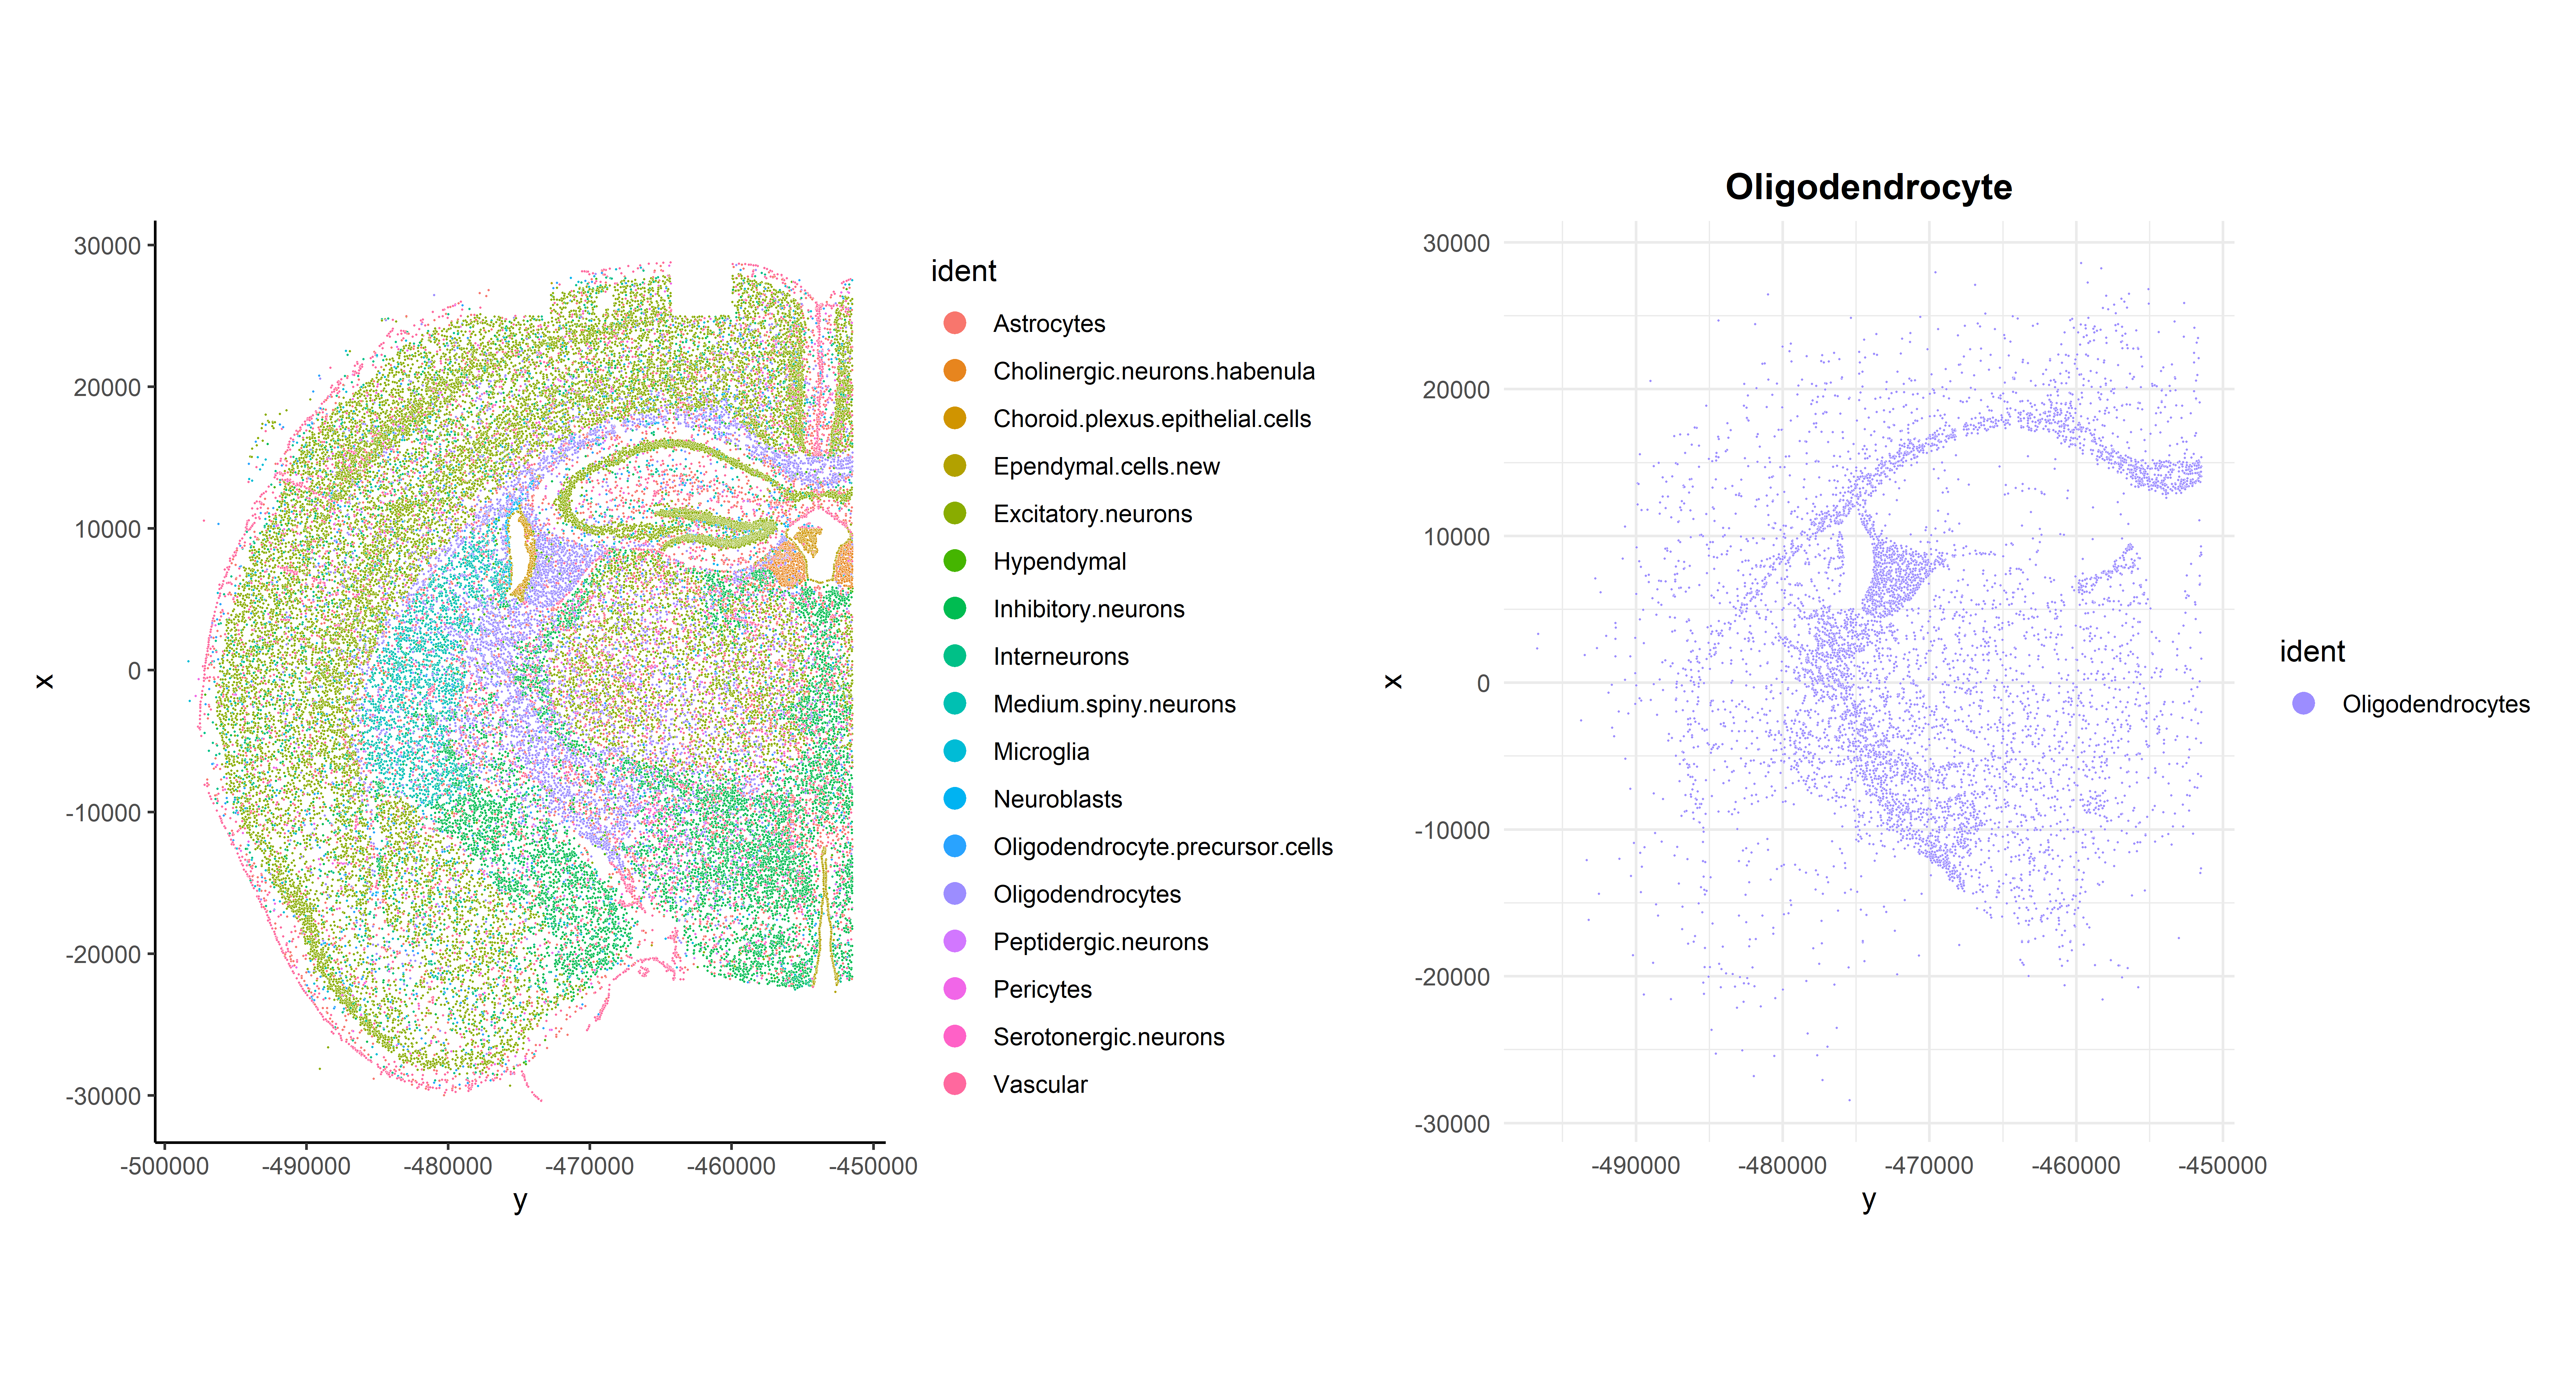 30000
20000
10000
0
-10000
-20000
-30000
x
-500000 -490000 -480000 -470000 -460000 -450000
y
ident
Astrocytes
Cholinergic.neurons.habenula
Choroid.plexus.epithelial.cells
Ependymal.cells.new
Excitatory.neurons
Hypendymal
Inhibitory.neurons
Interneurons
Medium.spiny.neurons
Microglia
Neuroblasts
Oligodendrocyte.precursor.cells
Oligodendrocytes
Peptidergic.neurons
Pericytes
Serotonergic.neurons
Vascular
Oligodendrocyte
30000
20000
10000
0
-10000
-20000
-30000
x
-490000 -480000 -470000 -460000 -450000
y
ident
Oligodendrocytes